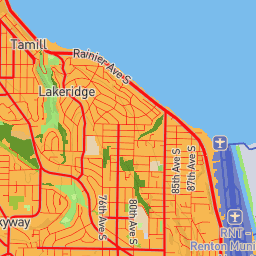 Tamill
Rainier Ave S
Lakeridge
85th Ave S
87th Ave S
76th Ave S
80th Ave S
kyway
RNT -
Renton Muni